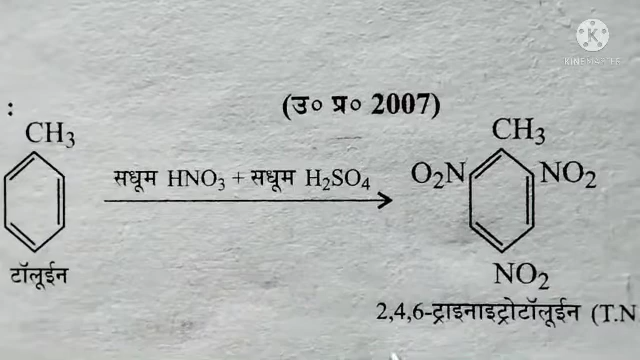 K
KINEMASTER
(उ० प्र० 2007)
:
CH₃
सधूम HNO₃ + सधूम H₂SO₄
टॉलूईन
CH₃
O₂N NO₂
NO₂
2,4,6-ट्राइनाइट्रोटॉलूईन (T.N